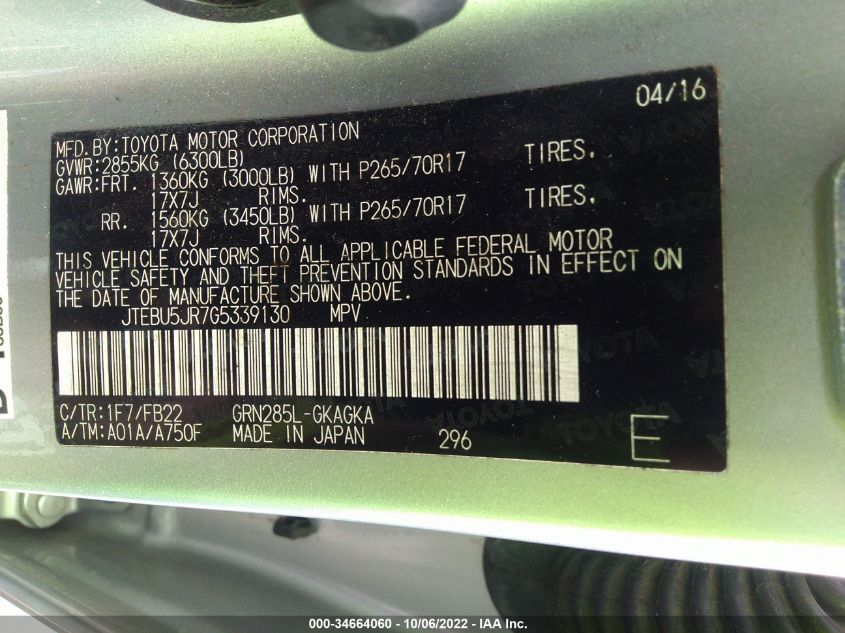 04/16
MFD.BY:TOYOTA MOTOR CORPORATION
GVWR:2855KG (6300LB)
GAWR:FRT. 1360KG (3000LB) WITH P265/70R17 TIRES.
17X7J RIMS.
RR. 1560KG (3450LB) WITH P265/70R17 TIRES.
17X7J RIMS.
THIS VEHICLE CONFORMS TO ALL APPLICABLE FEDERAL MOTOR
VEHICLE SAFETY AND THEFT PREVENTION STANDARDS IN EFFECT ON
THE DATE OF MANUFACTURE SHOWN ABOVE.
JTEBU5JR7G5339130 MPV
C/TR:1F7/FB22 GRN285L-GKAGKA
A/TM:A01A/A750F MADE IN JAPAN 296 E
000-34664060 - 10/06/2022 - IAA Inc.